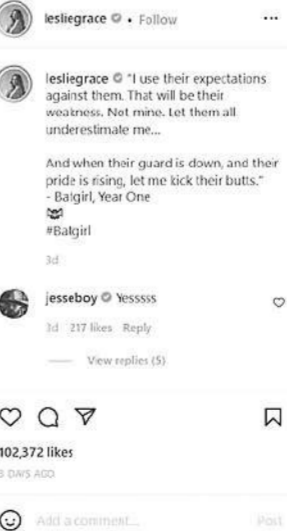 lesliegrace • Follow
lesliegrace "I use their expectations
against them. That will be their
weakness. Not mine. Let them all
underestimate me...
And when their guard is down, and their
pride is rising, let me kick their butts."
- Batgirl, Year One
#Batgirl
3d
jesseboy Yesssss
3d 217 likes Reply
View replies (5)
102,372 likes
3 DAYS AGO
Add a comment...
Post